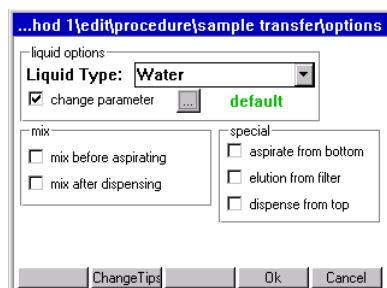 ...hod 1\edit\procedure\sample transfer\options
liquid options
Liquid Type: Water
change parameter ... default
mix
mix before aspirating
mix after dispensing
special
aspirate from bottom
elution from filter
dispense from top
ChangeTips Ok Cancel